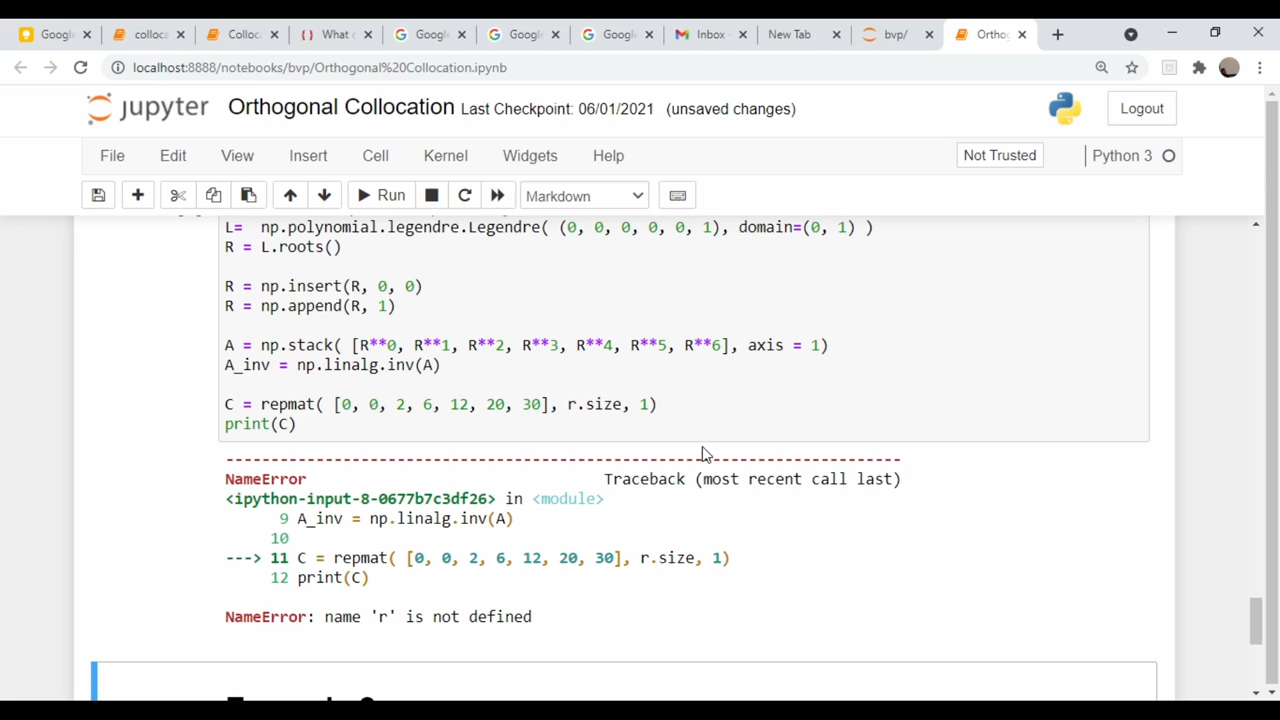 Google
colloca
Colloc
What c
Google
Google
Google
Inbox -
New Tab
bvp/
Orthog
localhost:8888/notebooks/bvp/Orthogonal%20Collocation.ipynb
jupyter Orthogonal Collocation Last Checkpoint: 06/01/2021 (unsaved changes)
Logout
File Edit View Insert Cell Kernel Widgets Help
Not Trusted
Python 3
Run
Markdown
L=  np.polynomial.legendre.Legendre( (0, 0, 0, 0, 0, 1), domain=(0, 1) )
R = L.roots()
R = np.insert(R, 0, 0)
R = np.append(R, 1)
A = np.stack( [R**0, R**1, R**2, R**3, R**4, R**5, R**6], axis = 1)
A_inv = np.linalg.inv(A)
C = repmat( [0, 0, 2, 6, 12, 20, 30], r.size, 1)
print(C)
---------------------------------------------------------------------------
NameError                                 Traceback (most recent call last)
<ipython-input-8-0677b7c3df26> in <module>
      9 A_inv = np.linalg.inv(A)
     10
---> 11 C = repmat( [0, 0, 2, 6, 12, 20, 30], r.size, 1)
     12 print(C)
NameError: name 'r' is not defined